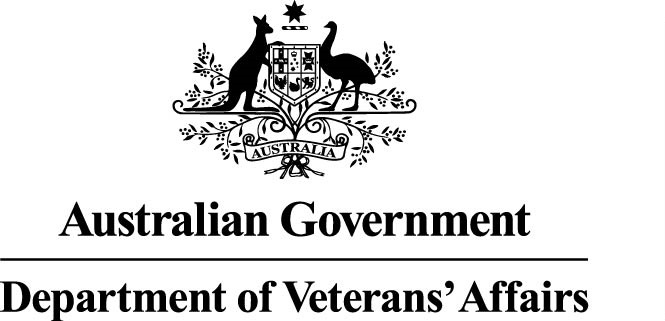 AUSTRALIA
Australian Government
Department of Veterans' Affairs